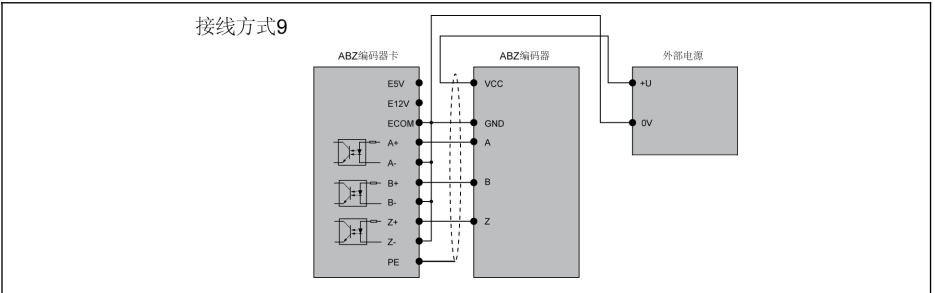 接线方式9
ABZ编码器卡
ABZ编码器
外部电源
E5V
VCC
+U
E12V
ECOM
GND
0V
A+
A
A-
B+
B
B-
Z+
Z
Z-
PE